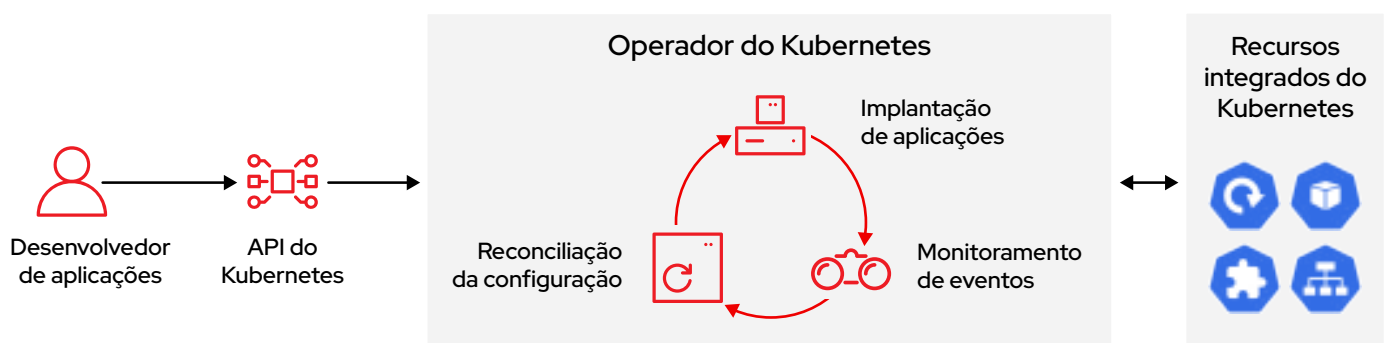 Operador do Kubernetes
Recursos
integrados do
Kubernetes
Implantação
de aplicações
Desenvolvedor
de aplicações
API do
Kubernetes
Reconciliação
da configuração
Monitoramento
de eventos